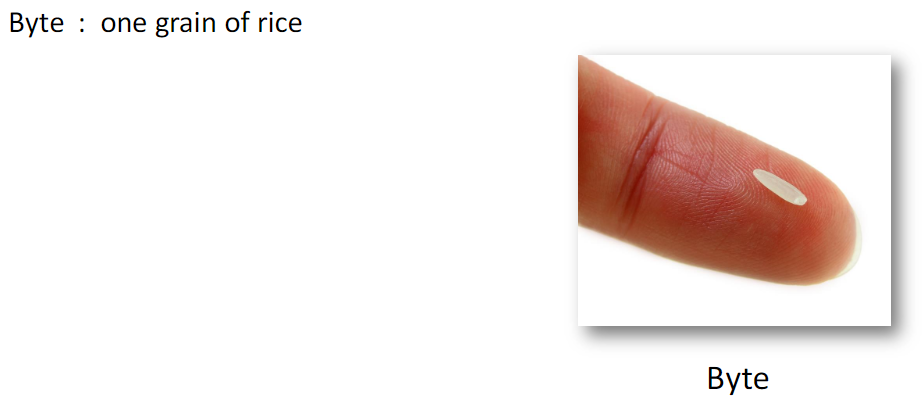 Byte : one grain of rice
Byte